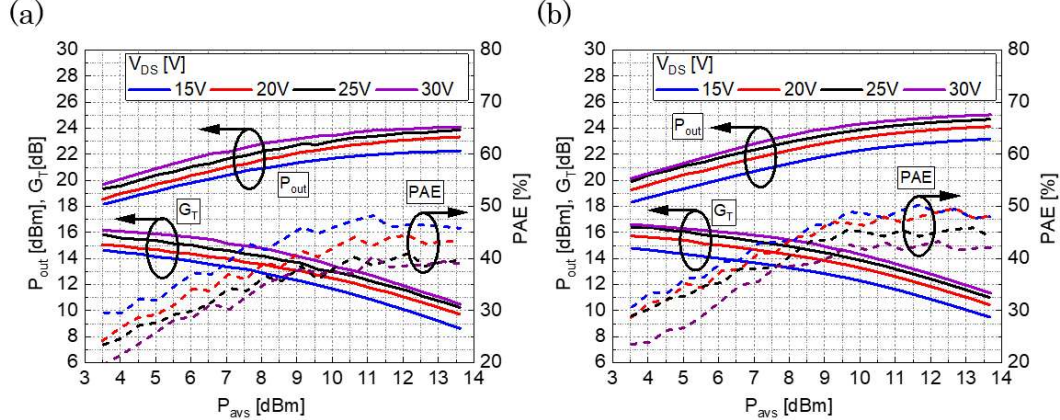 (a)
(b)
30
28
26
24
22
20
18
16
14
12
10
8
6
P_out [dBm], G_T[dB]
V_DS [V]
15V 20V 25V 30V
P_out
G_T
PAE
80
70
60
50
40
30
20
PAE [%]
3 4 5 6 7 8 9 10 11 12 13 14
P_avs [dBm]
30
28
26
24
22
20
18
16
14
12
10
8
6
P_out [dBm], G_T[dB]
V_DS [V]
15V 20V 25V 30V
P_out
G_T
PAE
80
70
60
50
40
30
20
PAE [%]
3 4 5 6 7 8 9 10 11 12 13 14
P_avs [dBm]